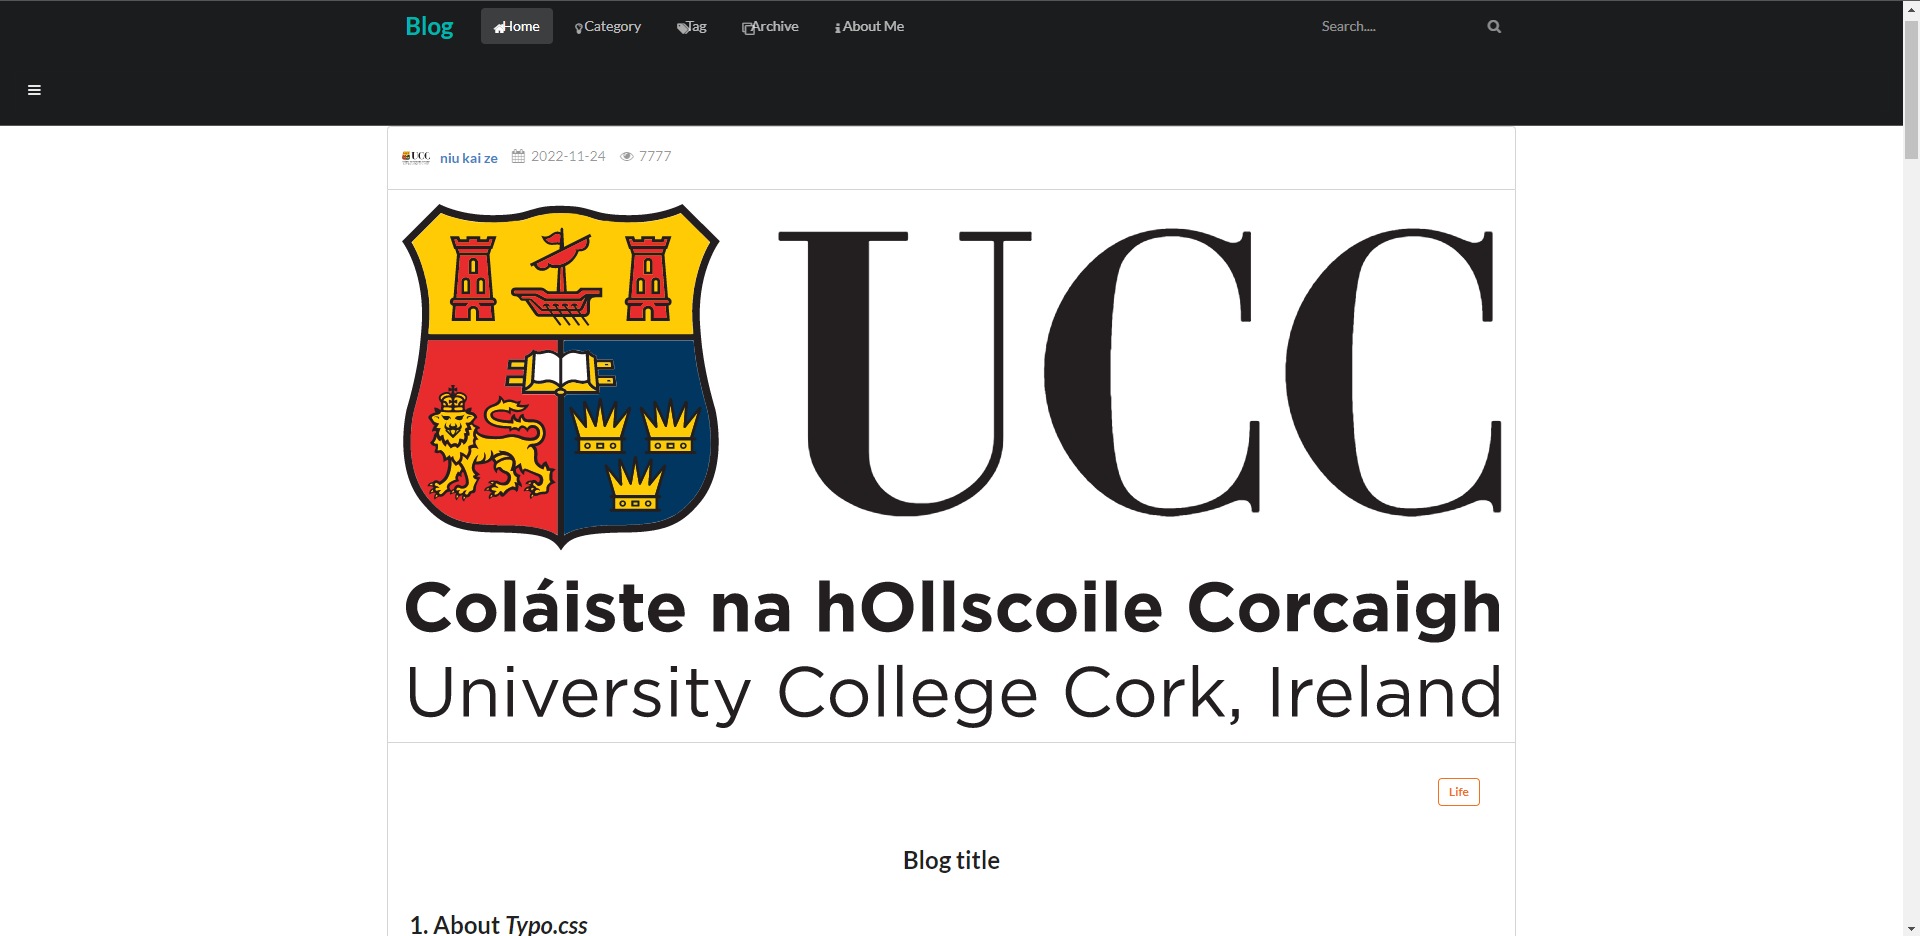 Blog Home Category Tag Archive About Me Search....
UCC niu kai ze 2022-11-24 7777
UCC
Coláiste na hOllscoile Corcaigh
University College Cork, Ireland
Life
Blog title
1. About Typo.css